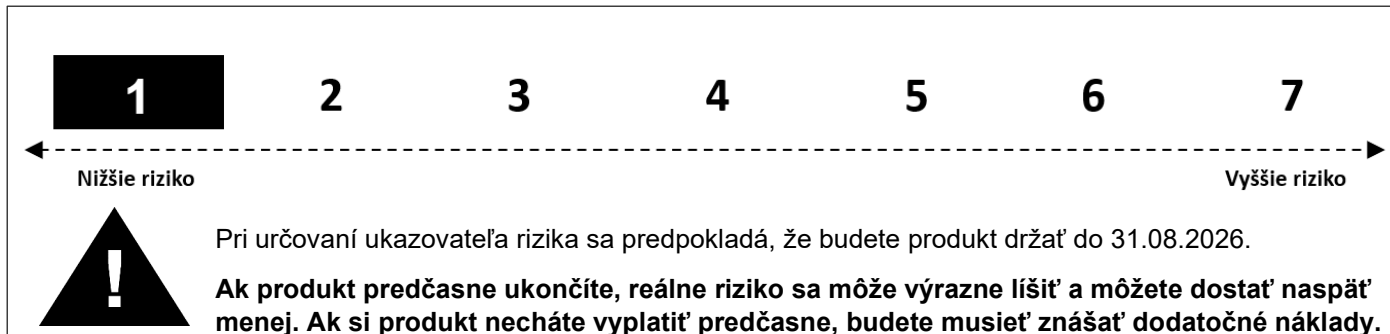 1 2 3 4 5 6 7
Nižšie riziko Vyššie riziko
!
Pri určovaní ukazovateľa rizika sa predpokladá, že budete produkt držať do 31.08.2026.
Ak produkt predčasne ukončíte, reálne riziko sa môže výrazne líšiť a môžete dostať naspäť
menej. Ak si produkt necháte vyplatiť predčasne, budete musieť znášať dodatočné náklady.